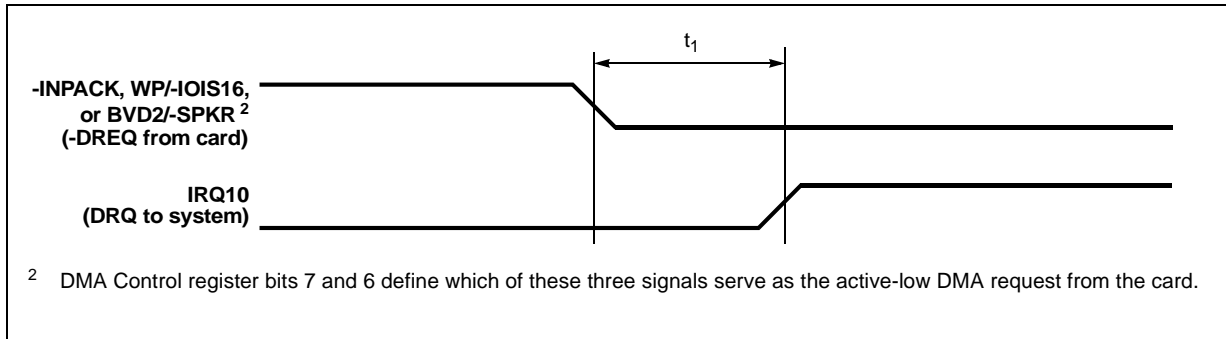 t1
-INPACK, WP/-IOIS16,
or BVD2/-SPKR 2
(-DREQ from card)
IRQ10
(DRQ to system)
2 DMA Control register bits 7 and 6 define which of these three signals serve as the active-low DMA request from the card.